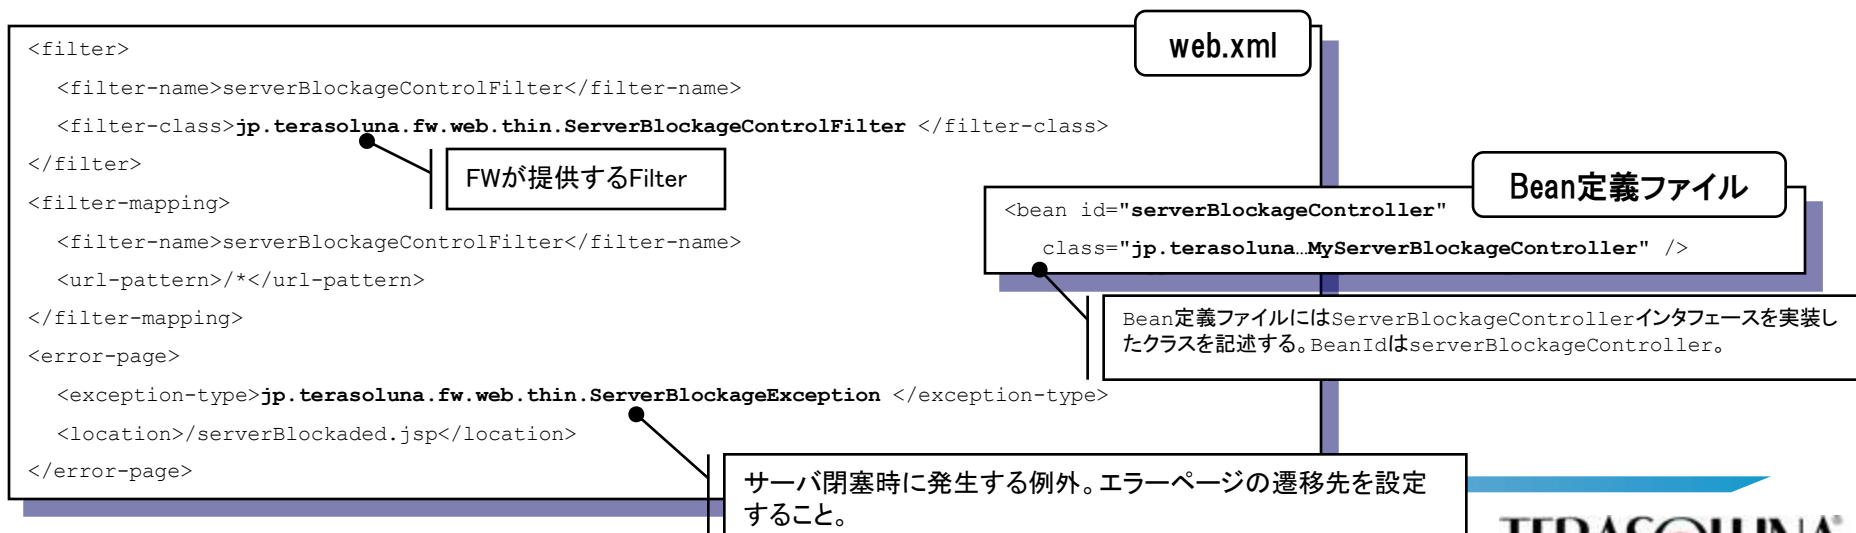 web.xml
<filter>
<filter-name>serverBlockageControlFilter</filter-name>
<filter-class>jp.terasoluna.fw.web.thin.ServerBlockageControlFilter </filter-class>
</filter>
FWが提供するFilter
<filter-mapping>
<filter-name>serverBlockageControlFilter</filter-name>
<url-pattern>/*</url-pattern>
</filter-mapping>
<error-page>
<exception-type>jp.terasoluna.fw.web.thin.ServerBlockageException </exception-type>
<location>/serverBlockaded.jsp</location>
</error-page>
サーバ閉塞時に発生する例外。エラーページの遷移先を設定
すること。
Bean定義ファイル
<bean id="serverBlockageController"
class="jp.terasoluna…MyServerBlockageController" />
Bean定義ファイルにはServerBlockageControllerインタフェースを実装し
たクラスを記述する。BeanIdはserverBlockageController。
TERASOLUNA®